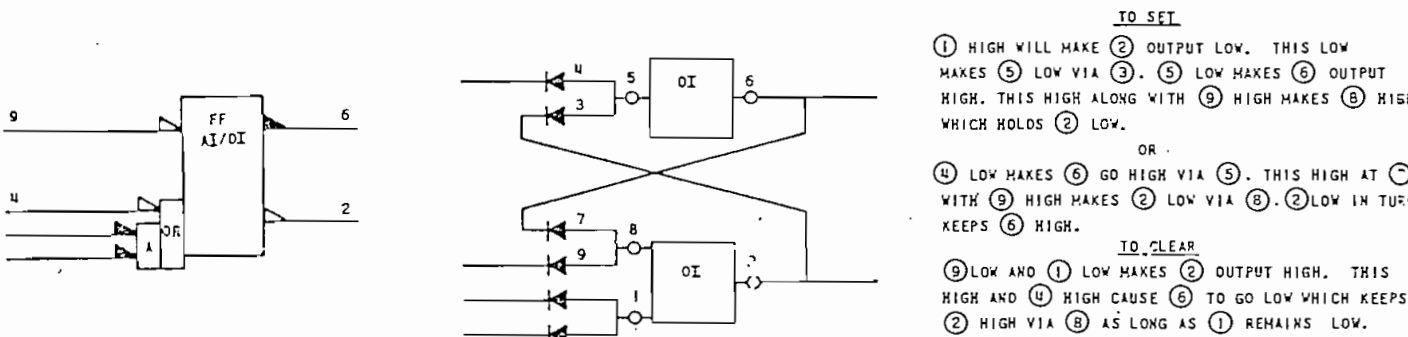 9
FF
AI/OI
6
4
2
OR
A
4
5
OI
6
3
7
8
9
OI
1
TO SET
① HIGH WILL MAKE ② OUTPUT LOW. THIS LOW
MAKES ⑤ LOW VIA ③. ⑤ LOW MAKES ⑥ OUTPUT
HIGH. THIS HIGH ALONG WITH ⑨ HIGH MAKES ⑧
WHICH HOLDS ② LOW.
OR
④ LOW MAKES ⑥ GO HIGH VIA ⑤. THIS HIGH AT
WITH ⑨ HIGH MAKES ② LOW VIA ⑧. ② LOW IN
KEEPS ⑥ HIGH.
TO CLEAR
⑨ LOW AND ① LOW MAKES ② OUTPUT HIGH. THIS
HIGH AND ④ HIGH CAUSE ⑥ TO GO LOW WHICH KEEPS
② HIGH VIA ⑧ AS LONG AS ① REMAINS LOW.